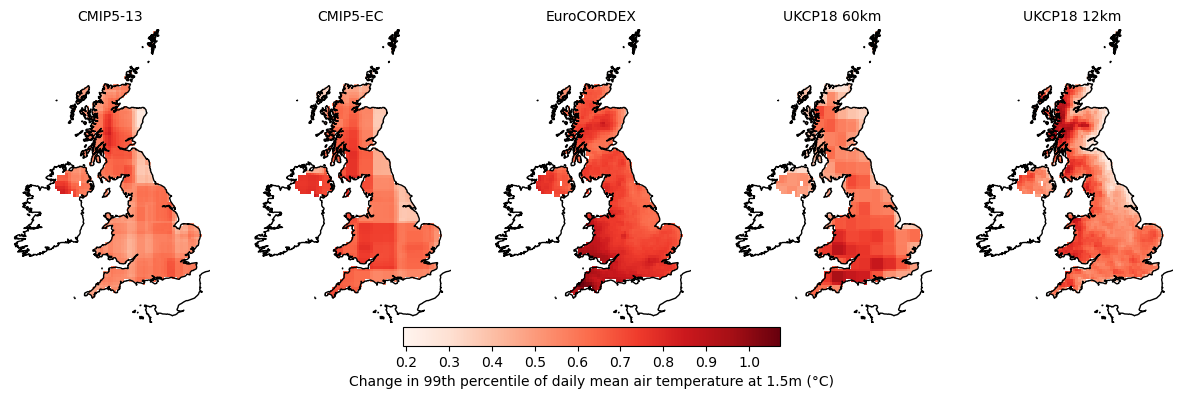 CMIP5-13 CMIP5-EC EuroCORDEX UKCP18 60km UKCP18 12km
0.2 0.3 0.4 0.5 0.6 0.7 0.8 0.9 1.0
Change in 99th percentile of daily mean air temperature at 1.5m (°C)